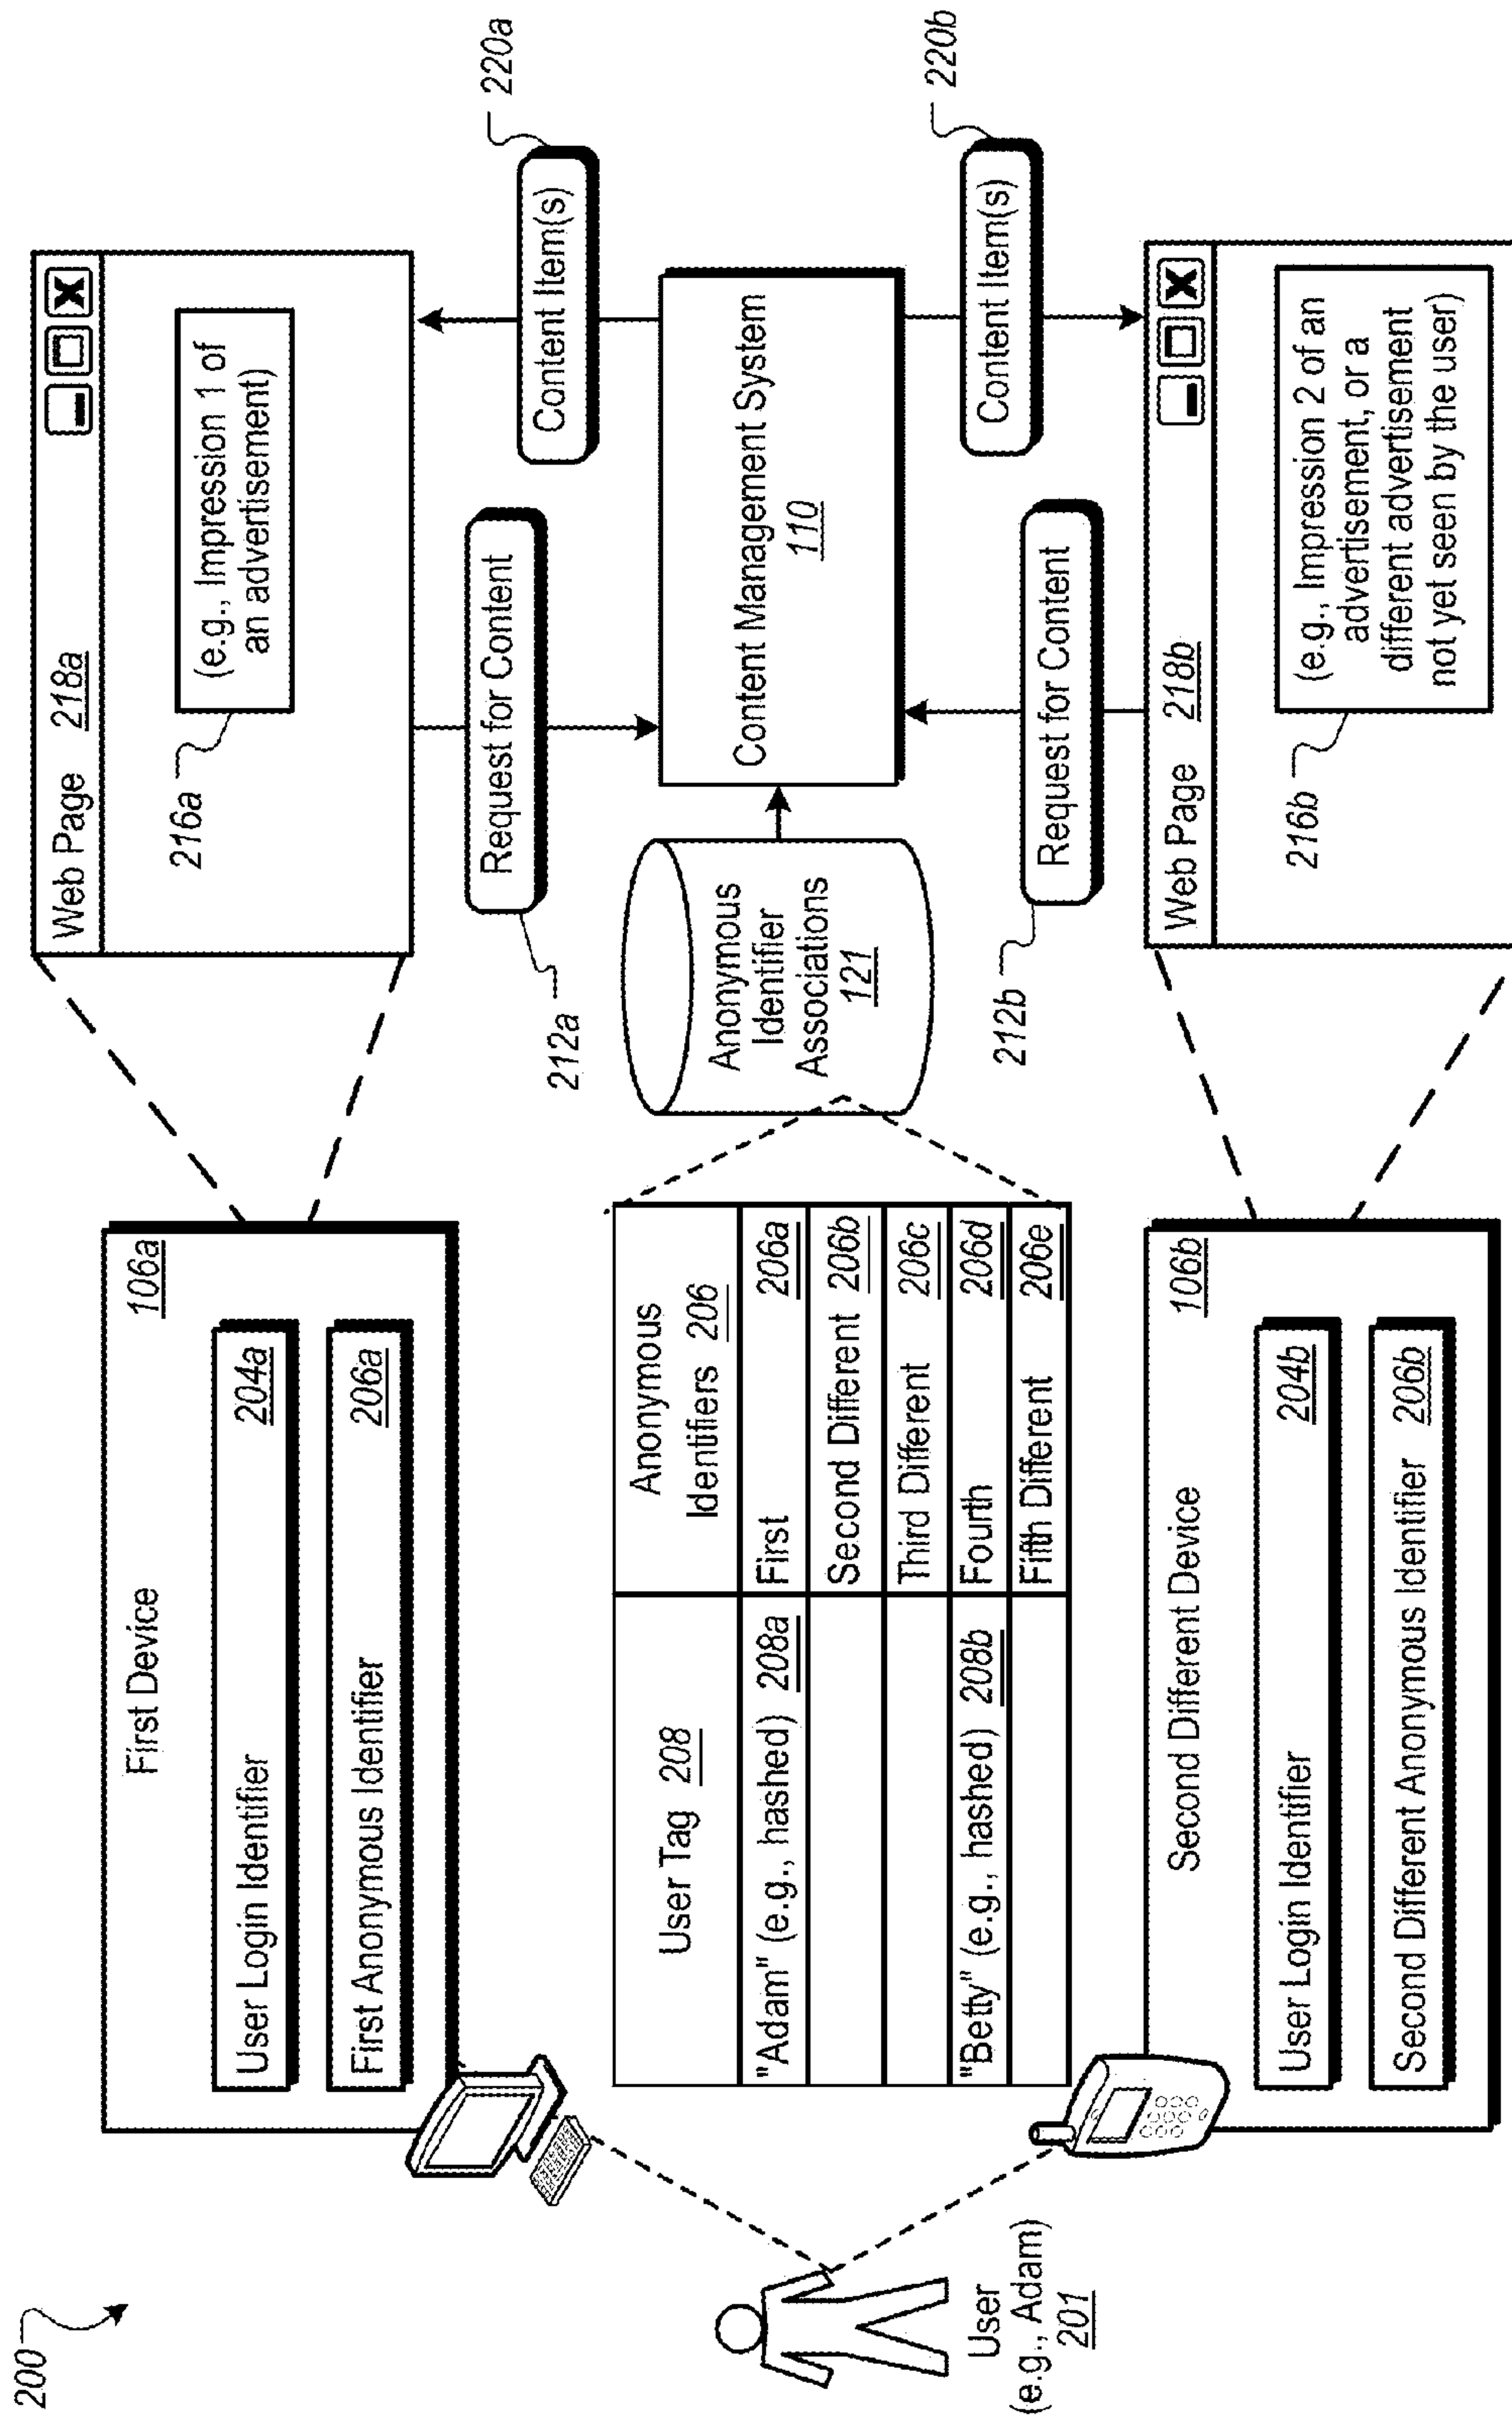 200
Web Page 218a
216a
(e.g., Impression 1 of
an advertisement)
First Device
106a
User Login Identifier 204a
First Anonymous Identifier 206a
Request for Content
212a
Content Item(s)
220a
User Tag 208
Anonymous
Identifiers 206
"Adam" (e.g., hashed) 208a
First 206a
Second Different 206b
Third Different 206c
"Betty" (e.g., hashed) 208b
Fourth 206d
Fifth Different 206e
Anonymous
Identifier
Associations
121
Content Management System
110
User
(e.g., Adam)
201
212b
Request for Content
Content Item(s)
220b
Second Different Device
106b
User Login Identifier 204b
Second Different Anonymous Identifier 206b
Web Page 218b
216b
(e.g., Impression 2 of an
advertisement, or a
different advertisement
not yet seen by the user)